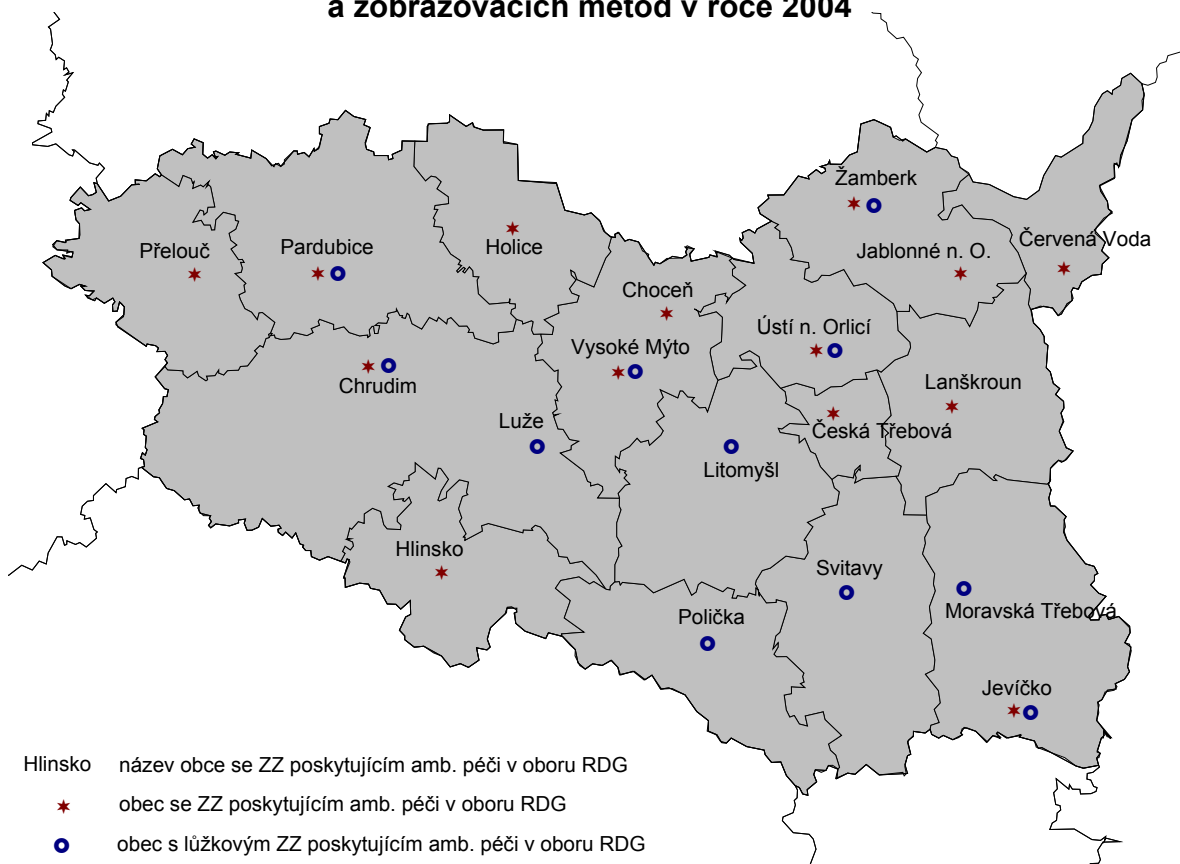 a zobrazovacích metod v roce 2004
Žamberk
Červená Voda
Přelouč
Pardubice
Holice
Jablonné n. O.
Choceň
Ústí n. Orlicí
Vysoké Mýto
Chrudim
Lanškroun
Luže
Česká Třebová
Litomyšl
Hlinsko
Svitavy
Moravská Třebová
Polička
Jevíčko
Hlinsko název obce se ZZ poskytujícím amb. péči v oboru RDG
obec se ZZ poskytujícím amb. péči v oboru RDG
obec s lůžkovým ZZ poskytujícím amb. péči v oboru RDG